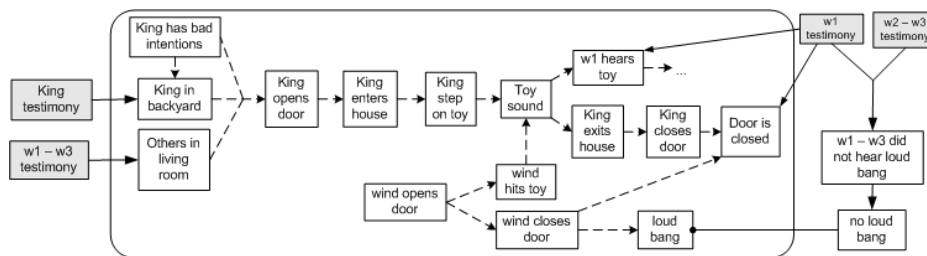 King has bad
intentions
King
testimony
King in
backyard
w1 – w3
testimony
Others in
living
room
King
opens
door
King
enters
house
King
step
on toy
Toy
sound
w1 hears
toy
...
King
exits
house
King
closes
door
Door is
closed
wind
hits toy
wind opens
door
wind closes
door
loud
bang
w1
testimony
w2 – w3
testimony
w1 – w3 did
not hear loud
bang
no loud
bang